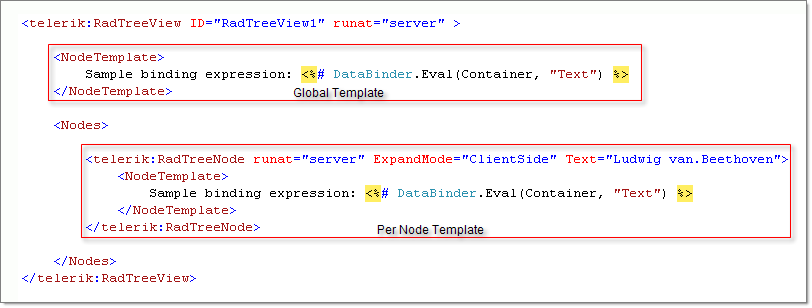 <telerik:RadTreeView ID="RadTreeView1" runat="server" >
<NodeTemplate>
Sample binding expression: <%# DataBinder.Eval(Container, "Text") %>
</NodeTemplate>
Global Template
<Nodes>
<telerik:RadTreeNode runat="server" ExpandMode="ClientSide" Text="Ludwig van.Beethoven">
<NodeTemplate>
Sample binding expression: <%# DataBinder.Eval(Container, "Text") %>
</NodeTemplate>
</telerik:RadTreeNode>
Per Node Template
</Nodes>
</telerik:RadTreeView>